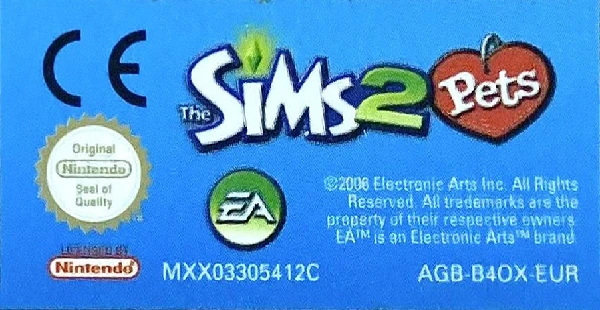 CE
The SiMS 2 Pets
Original
Nintendo
Seal of
Quality
EA
©2006 Electronic Arts Inc. All Rights
Reserved. All trademarks are the
property of their respective owners.
EA™ is an Electronic Arts™ brand.
LICENSED BY
Nintendo
MXX03305412C
AGB-B4OX-EUR